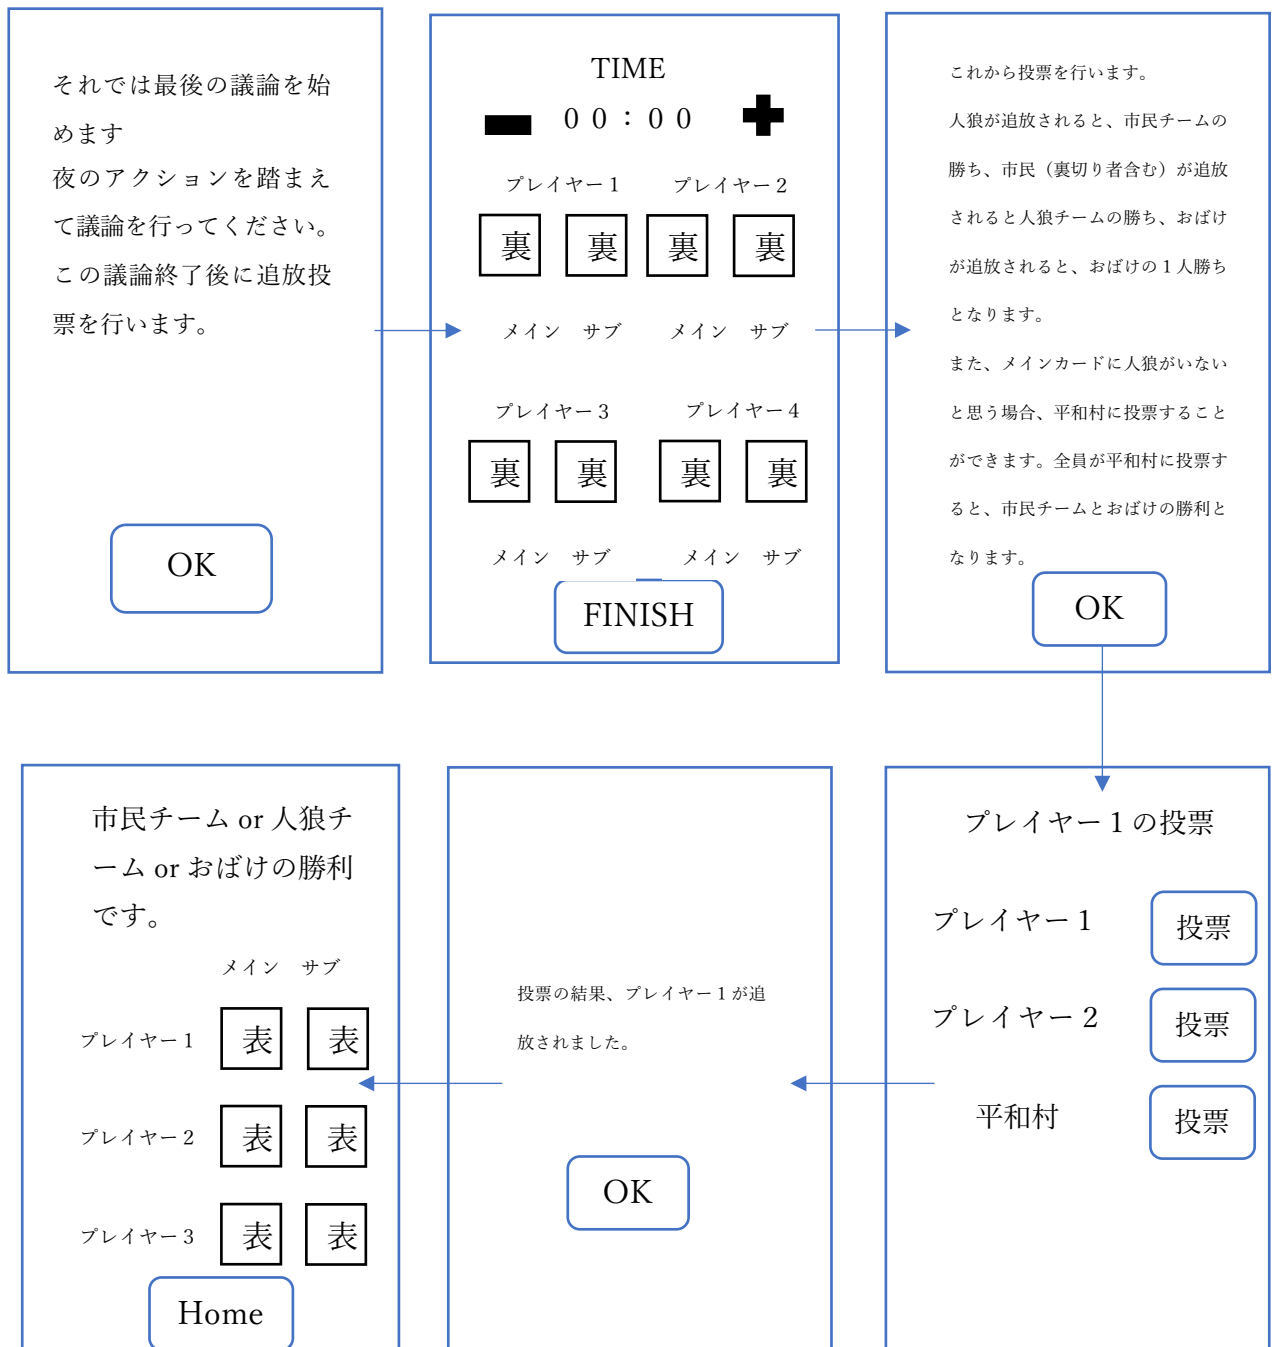 それでは最後の議論を始
めます
夜のアクションを踏まえ
て議論を行ってください。
この議論終了後に追放投
票を行います。
OK
TIME
００：００
プレイヤー１ プレイヤー２
裏 裏 裏 裏
メイン サブ メイン サブ
プレイヤー３ プレイヤー４
裏 裏 裏 裏
メイン サブ メイン サブ
FINISH
これから投票を行います。
人狼が追放されると、市民チームの
勝ち、市民（裏切り者含む）が追放
されると人狼チームの勝ち、おばけ
が追放されると、おばけの１人勝ち
となります。
また、メインカードに人狼がいない
と思う場合、平和村に投票すること
ができます。全員が平和村に投票す
ると、市民チームとおばけの勝利と
なります。
OK
プレイヤー１の投票
プレイヤー１ 投票
プレイヤー２ 投票
平和村 投票
投票の結果、プレイヤー１が追
放されました。
OK
市民チーム or 人狼チ
ーム or おばけの勝利
です。
メイン サブ
プレイヤー１ 表 表
プレイヤー２ 表 表
プレイヤー３ 表 表
Home